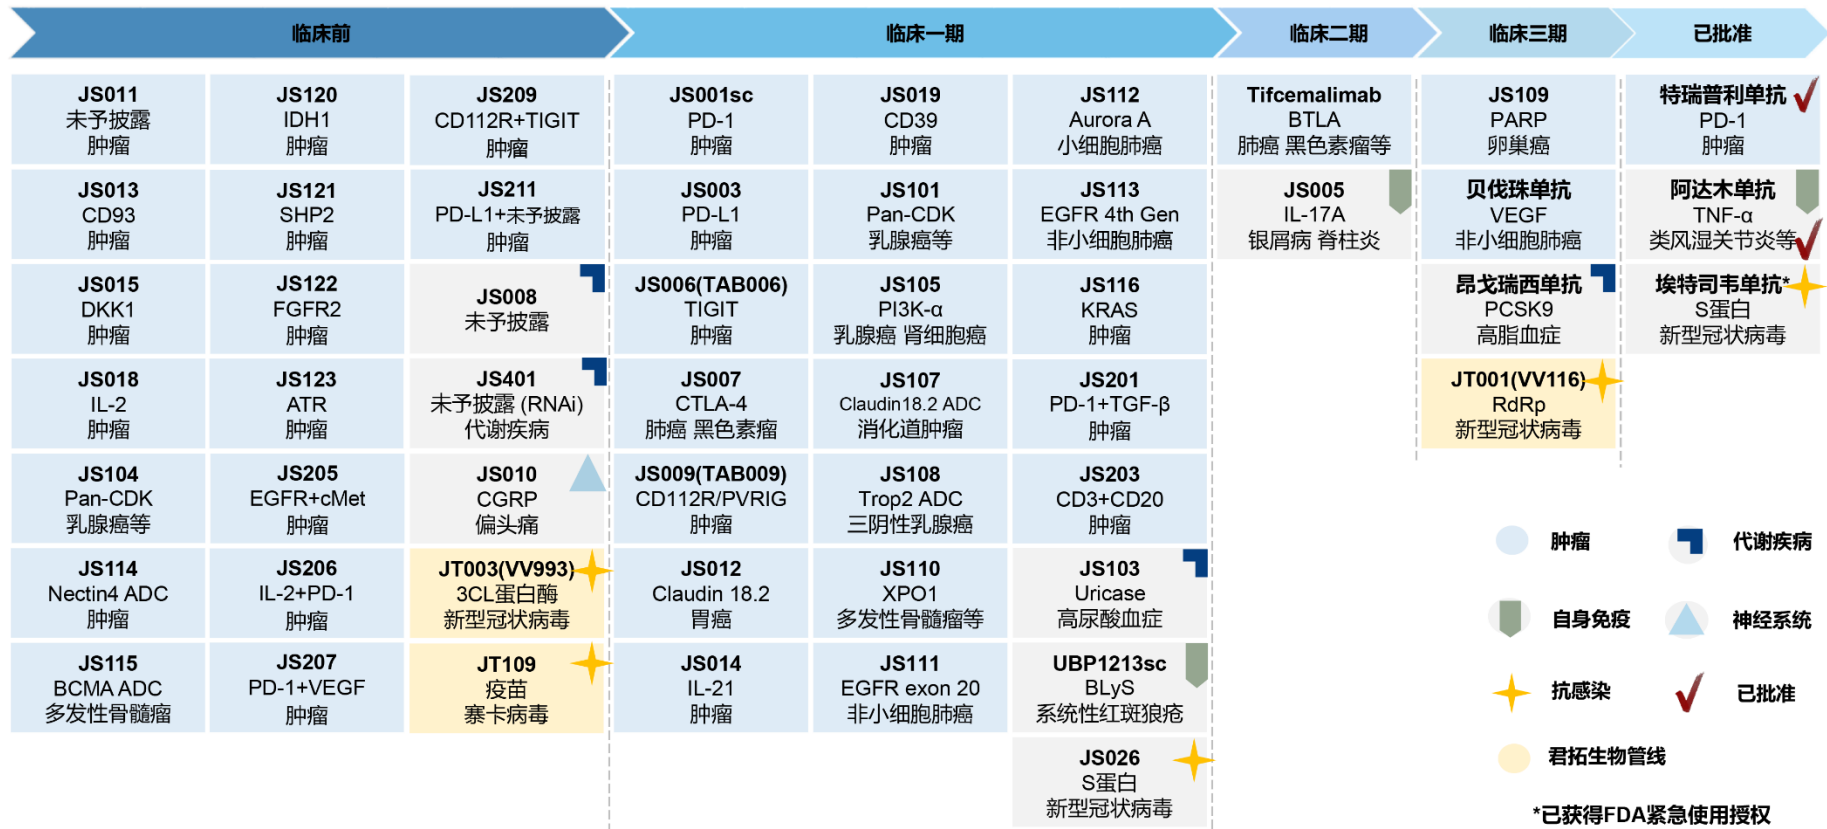 临床前
临床一期
临床二期
临床三期
已批准
JS011
未予披露
肿瘤
JS120
IDH1
肿瘤
JS209
CD112R+TIGIT
肿瘤
JS001sc
PD-1
肿瘤
JS019
CD39
肿瘤
JS112
Aurora A
小细胞肺癌
Tifcemalimab
BTLA
肺癌 黑色素瘤等
JS109
PARP
卵巢癌
特瑞普利单抗
PD-1
肿瘤
JS013
CD93
肿瘤
JS121
SHP2
肿瘤
JS211
PD-L1+未予披露
肿瘤
JS003
PD-L1
肿瘤
JS101
Pan-CDK
乳腺癌等
JS113
EGFR 4th Gen
非小细胞肺癌
JS005
IL-17A
银屑病 脊柱炎
贝伐珠单抗
VEGF
非小细胞肺癌
阿达木单抗
TNF-α
类风湿关节炎等
JS015
DKK1
肿瘤
JS122
FGFR2
肿瘤
JS008
未予披露
JS006(TAB006)
TIGIT
肿瘤
JS105
PI3K-α
乳腺癌 肾细胞癌
JS116
KRAS
肿瘤
昂戈瑞西单抗
PCSK9
高脂血症
埃特司韦单抗*
S蛋白
新型冠状病毒
JS018
IL-2
肿瘤
JS123
ATR
肿瘤
JS401
未予披露 (RNAi)
代谢疾病
JS007
CTLA-4
肺癌 黑色素瘤
JS107
Claudin18.2 ADC
消化道肿瘤
JS201
PD-1+TGF-β
肿瘤
JT001(VV116)
RdRp
新型冠状病毒
JS104
Pan-CDK
乳腺癌等
JS205
EGFR+cMet
肿瘤
JS010
CGRP
偏头痛
JS009(TAB009)
CD112R/PVRIG
肿瘤
JS108
Trop2 ADC
三阴性乳腺癌
JS203
CD3+CD20
肿瘤
JS114
Nectin4 ADC
肿瘤
JS206
IL-2+PD-1
肿瘤
JT003(VV993)
3CL蛋白酶
新型冠状病毒
JS012
Claudin 18.2
胃癌
JS110
XPO1
多发性骨髓瘤等
JS103
Uricase
高尿酸血症
JS115
BCMA ADC
多发性骨髓瘤
JS207
PD-1+VEGF
肿瘤
JT109
疫苗
寨卡病毒
JS014
IL-21
肿瘤
JS111
EGFR exon 20
非小细胞肺癌
UBP1213sc
BLyS
系统性红斑狼疮
JS026
S蛋白
新型冠状病毒
肿瘤
代谢疾病
自身免疫
神经系统
抗感染
已批准
君拓生物管线
*已获得FDA紧急使用授权